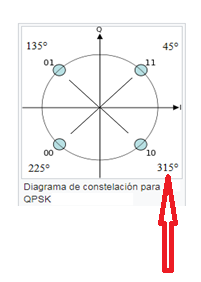 Q
135° 45°
01 11
I
00 10
225° 315°
Diagrama de constelación para
QPSK